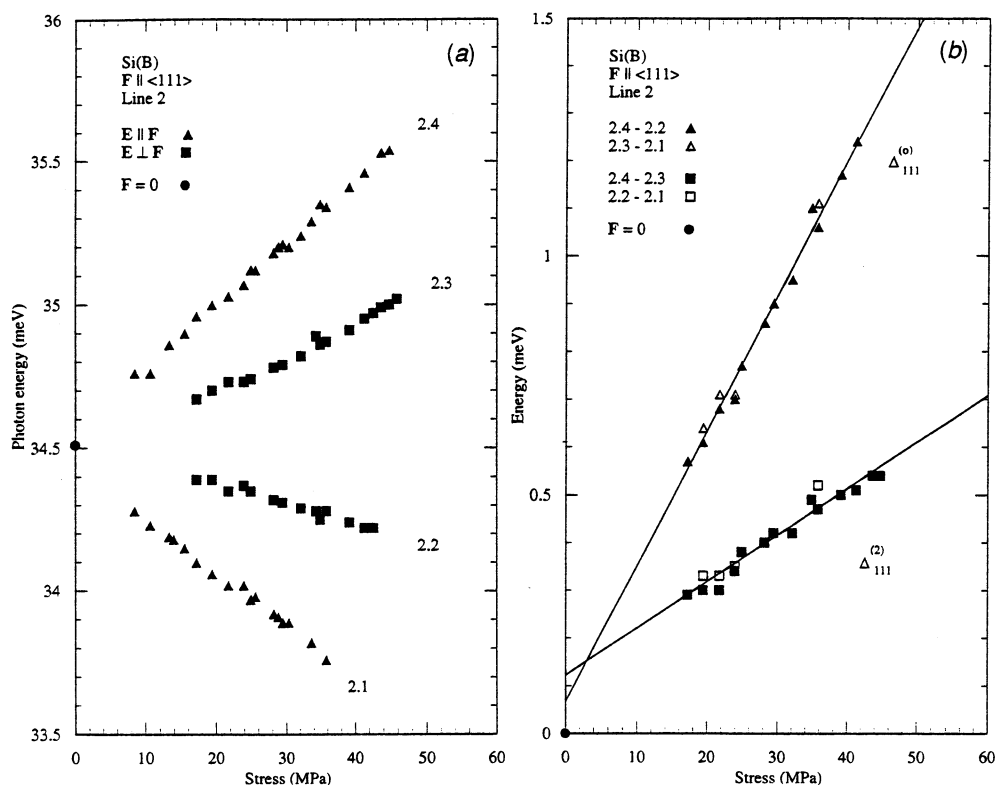 (a)
Si(B)
F || <111>
Line 2
E || F ▲
E ⊥ F ■
F = 0 ●
2.4
2.3
2.2
2.1
36
35.5
35
34.5
34
33.5
Photon energy (meV)
0 10 20 30 40 50 60
Stress (MPa)
(b)
Si(B)
F || <111>
Line 2
2.4 - 2.2 ▲
2.3 - 2.1 △
2.4 - 2.3 ■
2.2 - 2.1 □
F = 0 ●
Δ(o)111
Δ(2)111
1.5
1
0.5
0
Energy (meV)
0 10 20 30 40 50 60
Stress (MPa)